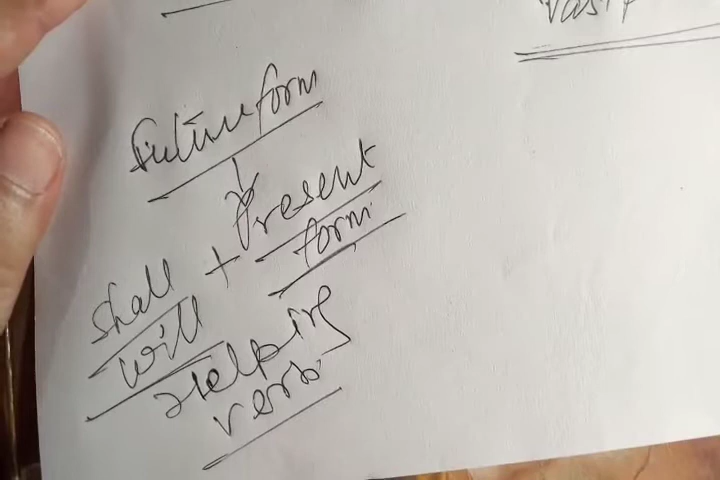 Future form
Present
shall + form
will
Helping
verb